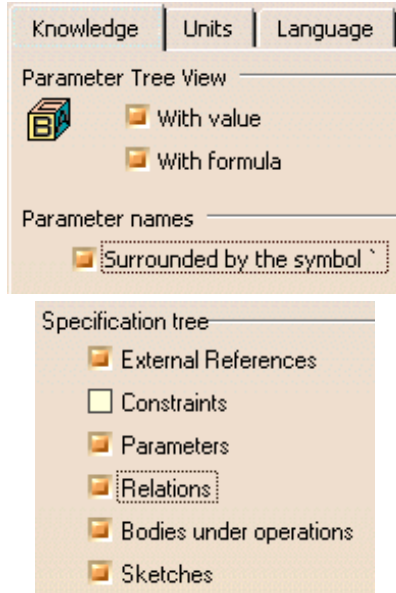 Knowledge Units Language
Parameter Tree View
With value
With formula
Parameter names
Surrounded by the symbol `
Specification tree
External References
Constraints
Parameters
Relations
Bodies under operations
Sketches